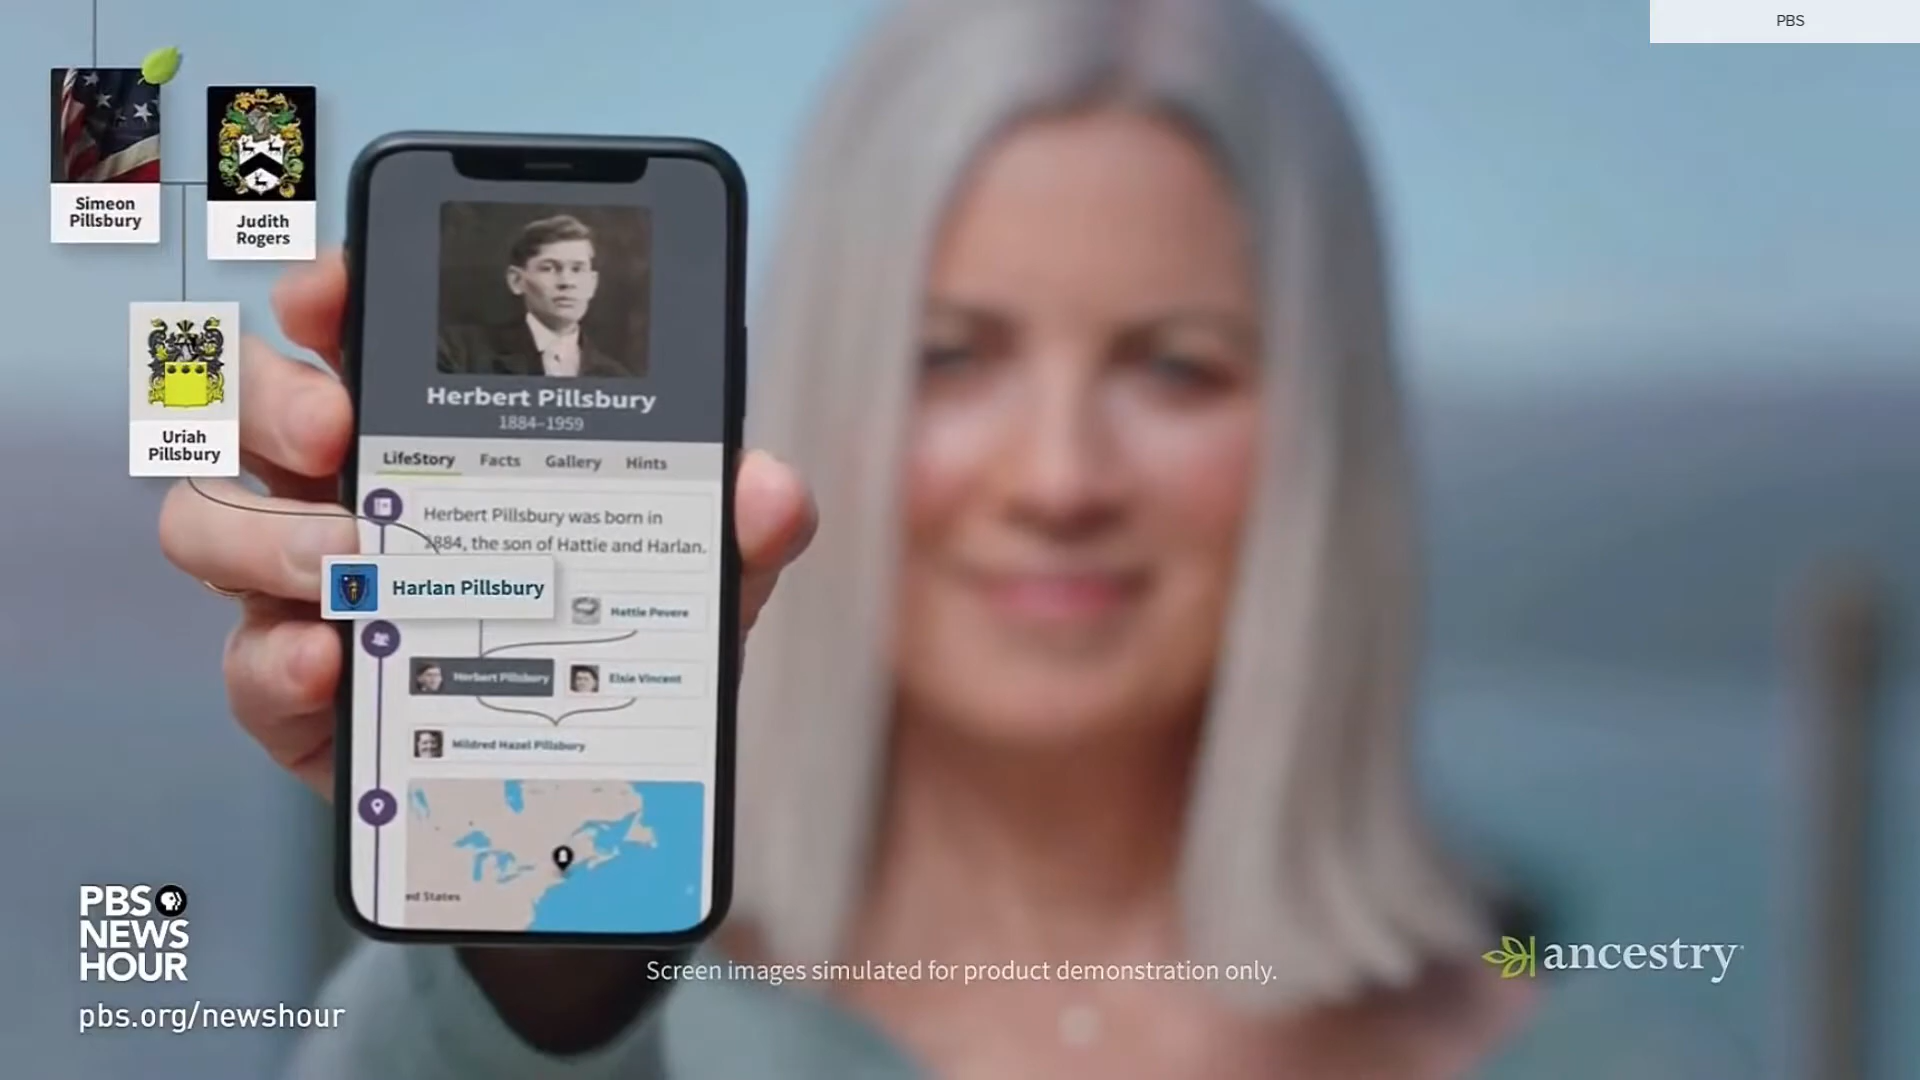 PBS
Simeon
Pillsbury
Judith
Rogers
Uriah
Pillsbury
Herbert Pillsbury
1884–1959
LifeStory
Facts
Gallery
Hints
Herbert Pillsbury was born in
1884, the son of Hattie and Harlan.
Harlan Pillsbury
Hattie Pevere
Herbert Pillsbury
Elsie Vincent
Mildred Hazel Pillsbury
ed States
PBS
NEWS
HOUR
pbs.org/newshour
Screen images simulated for product demonstration only.
ancestry